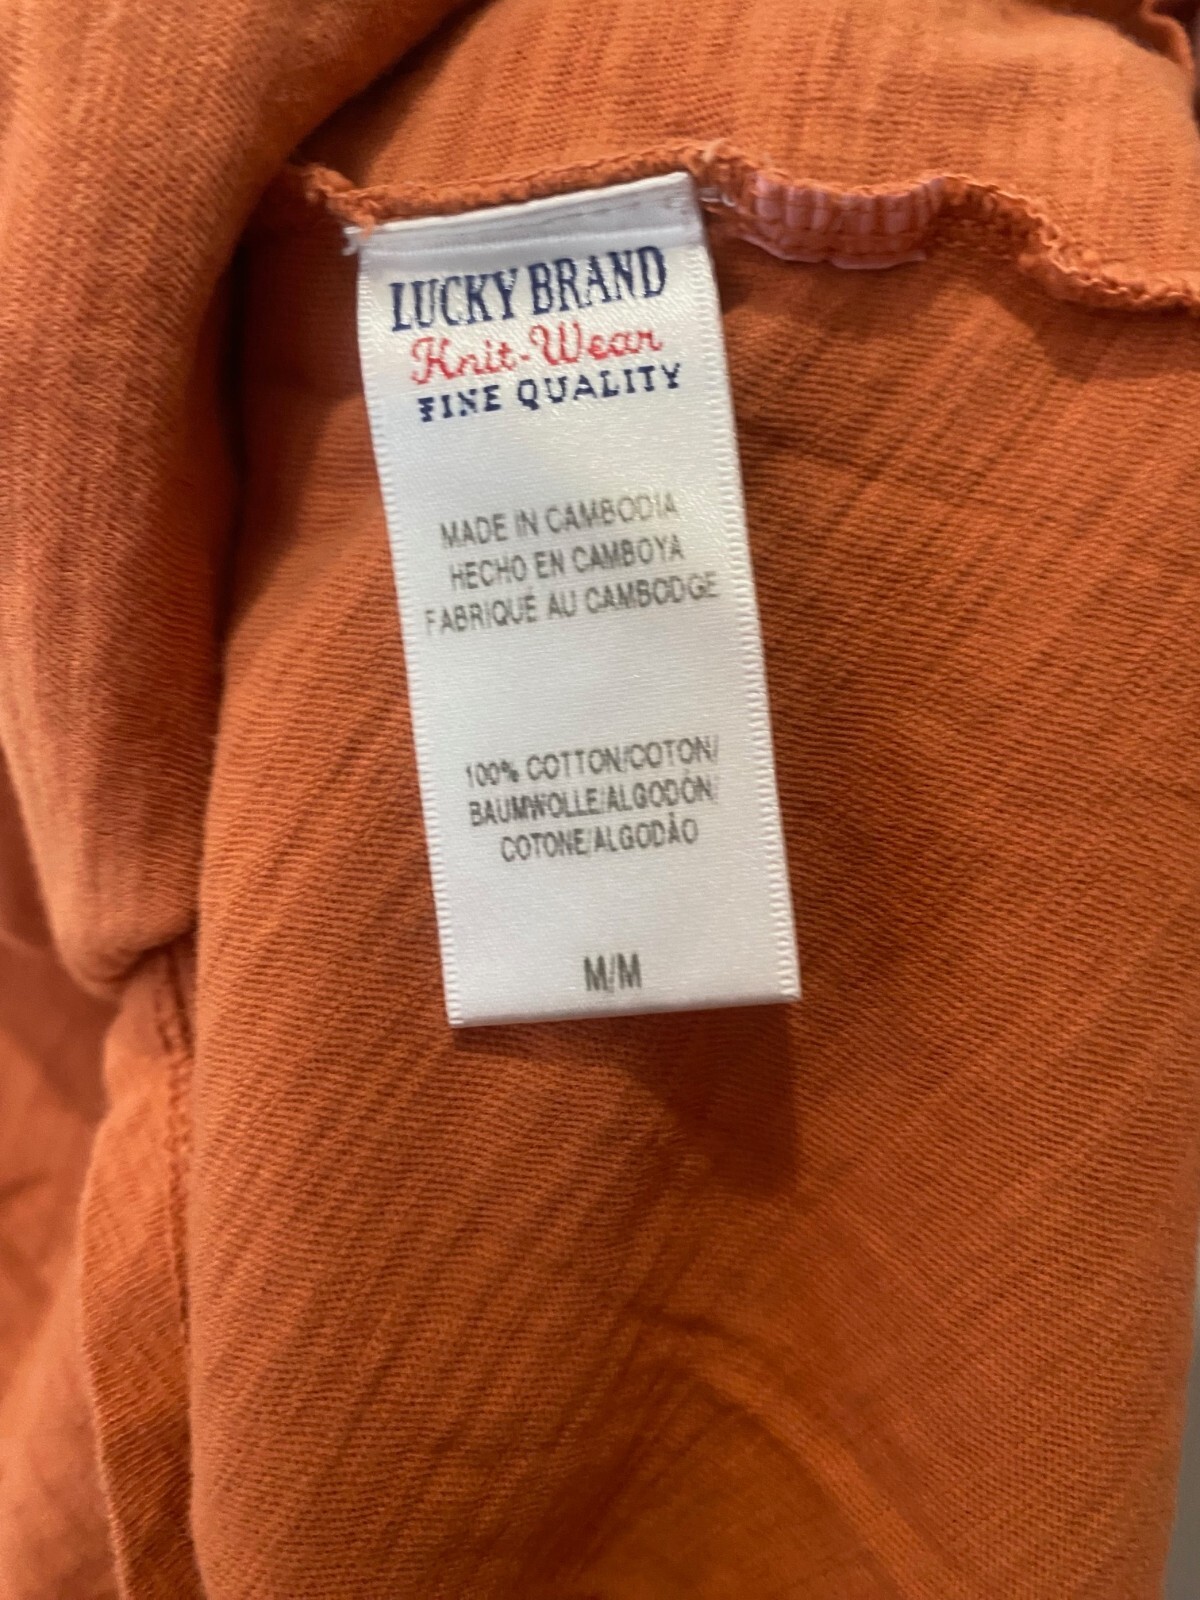 LUCKY BRAND
Knit-Wear
FINE QUALITY
MADE IN CAMBODIA
HECHO EN CAMBOYA
FABRIQUÉ AU CAMBODGE
100% COTTON/COTON/
BAUMWOLLE/ALGODÓN/
COTONE/ALGODÃO
M/M